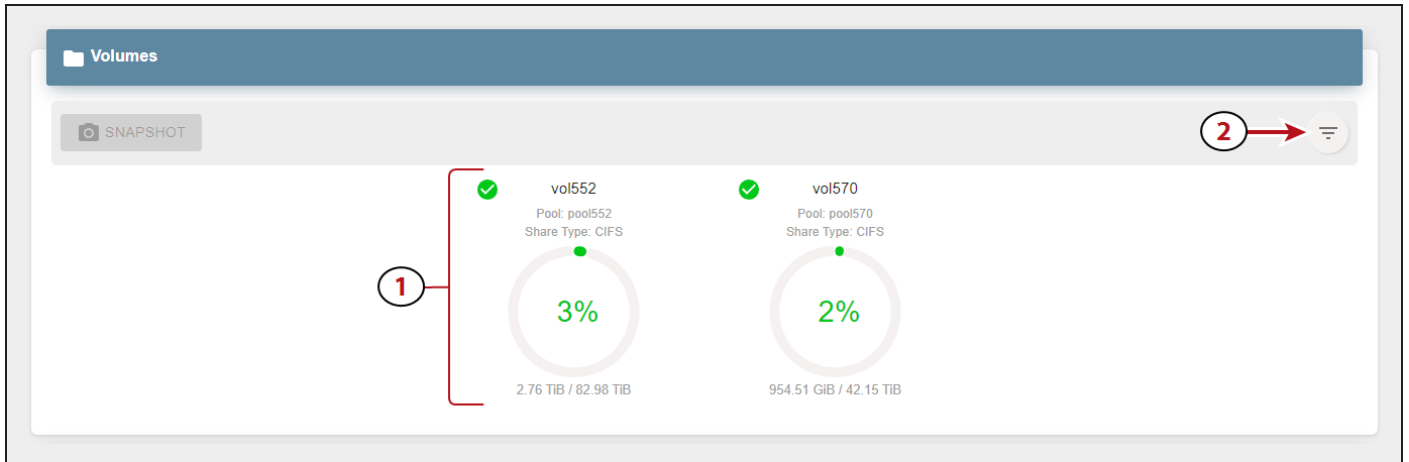 Volumes
SNAPSHOT
2
vol552
vol570
Pool: pool552
Pool: pool570
Share Type: CIFS
Share Type: CIFS
1
3%
2%
2.76 TiB / 82.98 TiB
954.51 GiB / 42.15 TiB